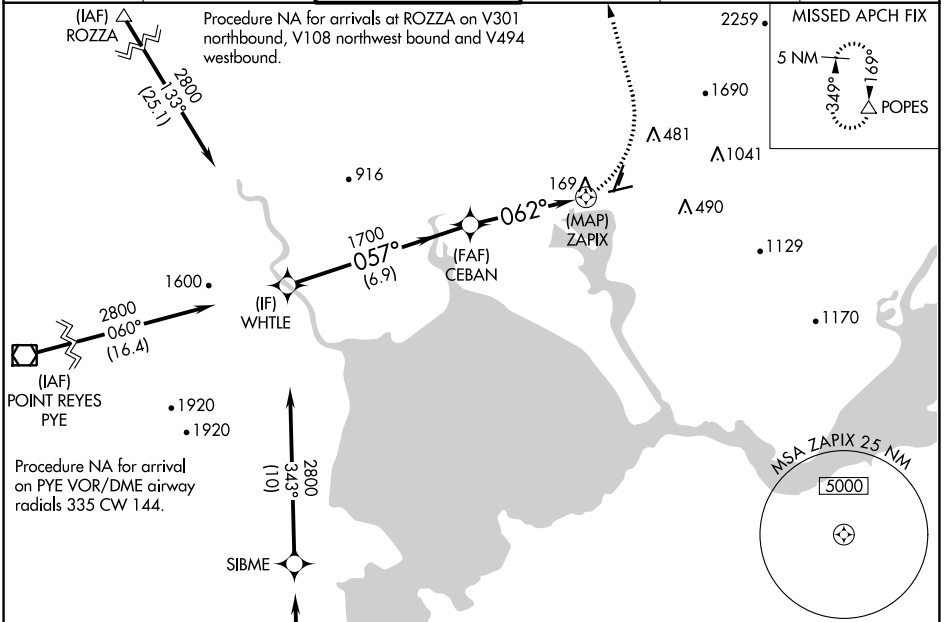 (IAF)
ROZZA
Procedure NA for arrivals at ROZZA on V301
northbound, V108 northwest bound and V494
westbound.
2259
MISSED APCH FIX
5 NM
349°
169°
POPES
2800
133°
(25.1)
1690
481
1041
916
169
490
062°
(MAP)
ZAPIX
1700
057°
(6.9)
(FAF)
CEBAN
1129
1600
(IF)
WHTLE
2800
060°
(16.4)
1170
(IAF)
POINT REYES
PYE
1920
1920
Procedure NA for arrival
on PYE VOR/DME airway
radials 335 CW 144.
2800
343°
(10)
SIBME
MSA ZAPIX 25 NM
5000